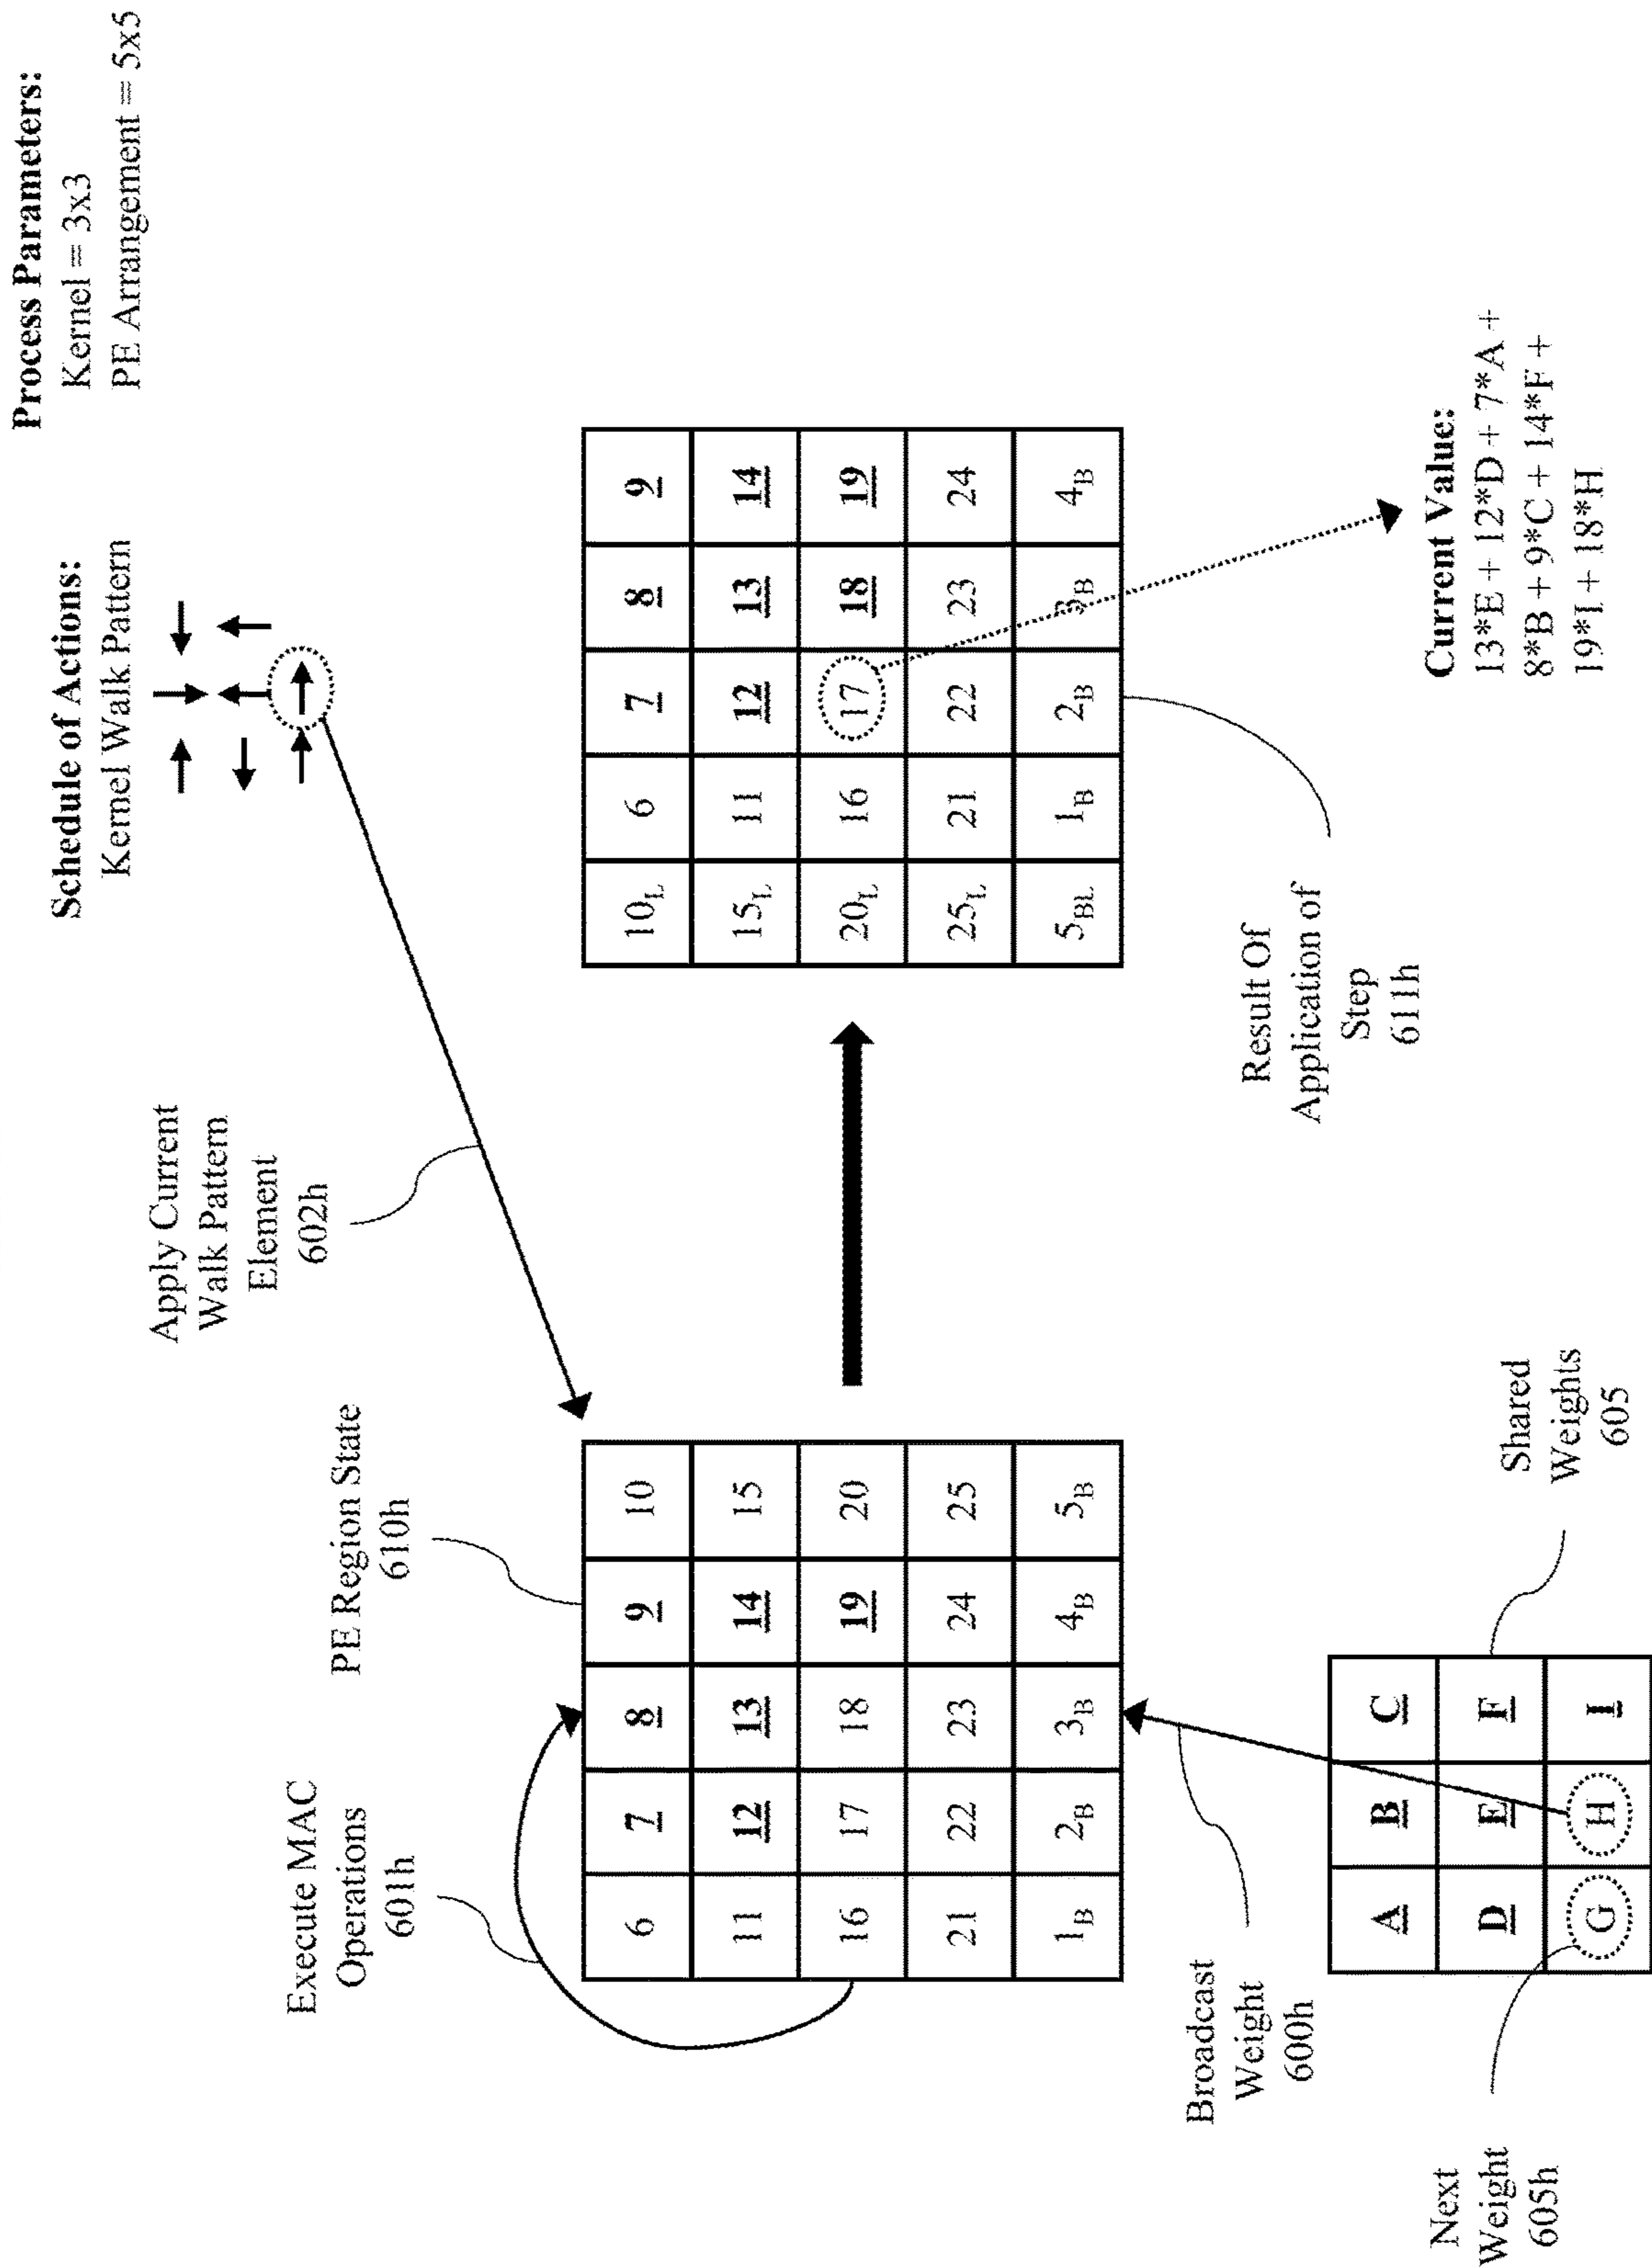 Process Parameters:
Kernel = 3x3
PE Arrangement = 5x5
Schedule of Actions:
Kernel Walk Pattern
Apply Current
Walk Pattern
Element
602h
PE Region State
610h
Execute MAC
Operations
601h
6 7 8 9 10
11 12 13 14 15
16 17 18 19 20
21 22 23 24 25
1B 2B 3B 4B 5B
10L 6 7 8 9
15L 11 12 13 14
20L 16 17 18 19
25L 21 22 23 24
5BL 1B 2B 3B 4B
Broadcast
Weight
600h
Result Of
Application of
Step
611h
Next
Weight
605h
A B C
D E F
G H I
Shared
Weights
605
Current Value:
13*E + 12*D + 7*A +
8*B + 9*C + 14*F +
19*I + 18*H